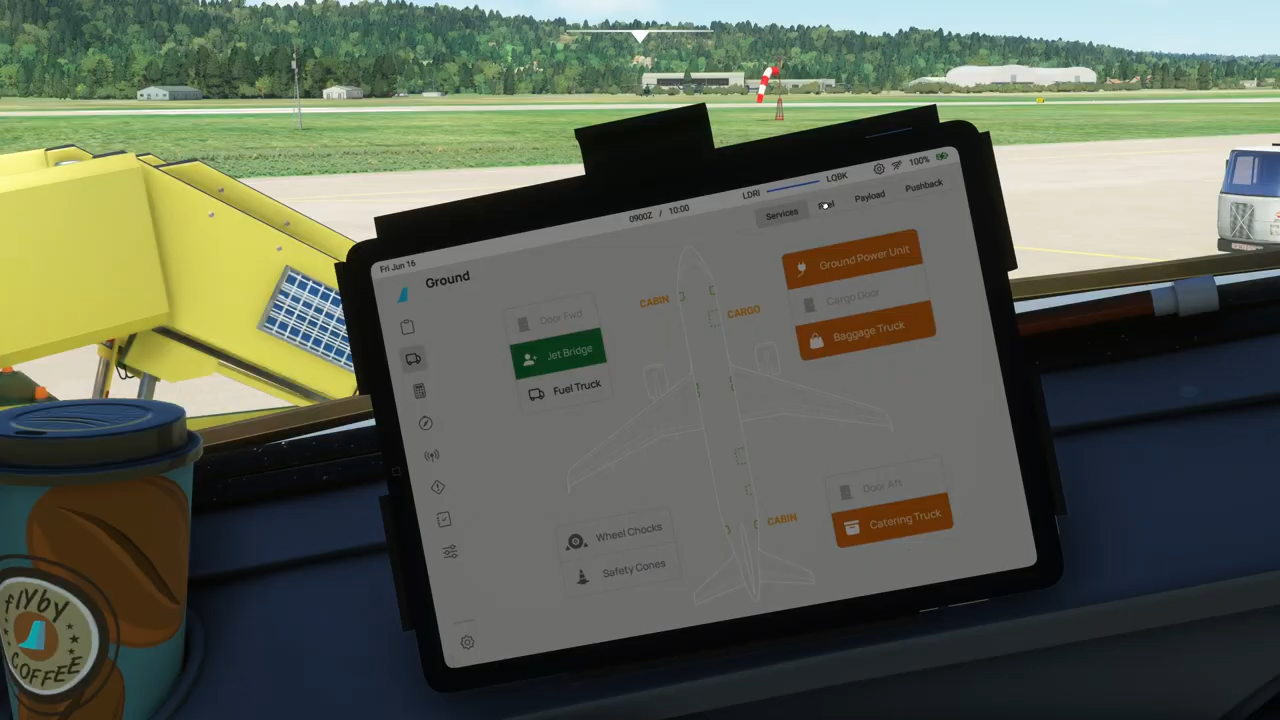 Fri Jun 16
0900Z / 10:00
LDRI
LQBK
100%
Ground
Services
Payload
Pushback
Door Fwd
Jet Bridge
Fuel Truck
CABIN
CARGO
Ground Power Unit
Cargo Door
Baggage Truck
Wheel Chocks
Safety Cones
CABIN
Door Aft
Catering Truck
flyby
COFFEE